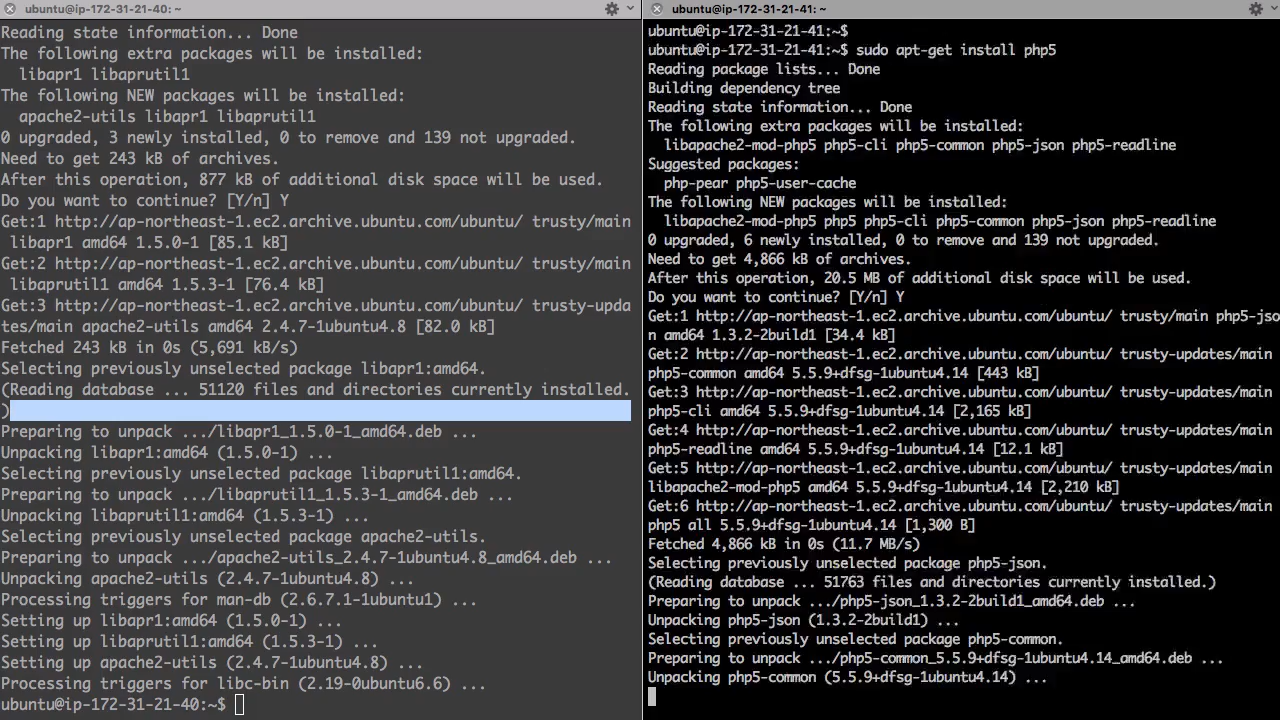 ubuntu@ip-172-31-21-40: ~
Reading state information... Done
The following extra packages will be installed:
  libapr1 libaprutil1
The following NEW packages will be installed:
  apache2-utils libapr1 libaprutil1
0 upgraded, 3 newly installed, 0 to remove and 139 not upgraded.
Need to get 243 kB of archives.
After this operation, 877 kB of additional disk space will be used.
Do you want to continue? [Y/n] Y
Get:1 http://ap-northeast-1.ec2.archive.ubuntu.com/ubuntu/ trusty/main
 libapr1 amd64 1.5.0-1 [85.1 kB]
Get:2 http://ap-northeast-1.ec2.archive.ubuntu.com/ubuntu/ trusty/main
 libaprutil1 amd64 1.5.3-1 [76.4 kB]
Get:3 http://ap-northeast-1.ec2.archive.ubuntu.com/ubuntu/ trusty-upda
tes/main apache2-utils amd64 2.4.7-1ubuntu4.8 [82.0 kB]
Fetched 243 kB in 0s (5,691 kB/s)
Selecting previously unselected package libapr1:amd64.
(Reading database ... 51120 files and directories currently installed.
)
Preparing to unpack .../libapr1_1.5.0-1_amd64.deb ...
Unpacking libapr1:amd64 (1.5.0-1) ...
Selecting previously unselected package libaprutil1:amd64.
Preparing to unpack .../libaprutil1_1.5.3-1_amd64.deb ...
Unpacking libaprutil1:amd64 (1.5.3-1) ...
Selecting previously unselected package apache2-utils.
Preparing to unpack .../apache2-utils_2.4.7-1ubuntu4.8_amd64.deb ...
Unpacking apache2-utils (2.4.7-1ubuntu4.8) ...
Processing triggers for man-db (2.6.7.1-1ubuntu1) ...
Setting up libapr1:amd64 (1.5.0-1) ...
Setting up libaprutil1:amd64 (1.5.3-1) ...
Setting up apache2-utils (2.4.7-1ubuntu4.8) ...
Processing triggers for libc-bin (2.19-0ubuntu6.6) ...
ubuntu@ip-172-31-21-40:~$
ubuntu@ip-172-31-21-41: ~
ubuntu@ip-172-31-21-41:~$
ubuntu@ip-172-31-21-41:~$ sudo apt-get install php5
Reading package lists... Done
Building dependency tree
Reading state information... Done
The following extra packages will be installed:
  libapache2-mod-php5 php5-cli php5-common php5-json php5-readline
Suggested packages:
  php-pear php5-user-cache
The following NEW packages will be installed:
  libapache2-mod-php5 php5 php5-cli php5-common php5-json php5-readline
0 upgraded, 6 newly installed, 0 to remove and 139 not upgraded.
Need to get 4,866 kB of archives.
After this operation, 20.5 MB of additional disk space will be used.
Do you want to continue? [Y/n] Y
Get:1 http://ap-northeast-1.ec2.archive.ubuntu.com/ubuntu/ trusty/main php5-jso
n amd64 1.3.2-2build1 [34.4 kB]
Get:2 http://ap-northeast-1.ec2.archive.ubuntu.com/ubuntu/ trusty-updates/main
php5-common amd64 5.5.9+dfsg-1ubuntu4.14 [443 kB]
Get:3 http://ap-northeast-1.ec2.archive.ubuntu.com/ubuntu/ trusty-updates/main
php5-cli amd64 5.5.9+dfsg-1ubuntu4.14 [2,165 kB]
Get:4 http://ap-northeast-1.ec2.archive.ubuntu.com/ubuntu/ trusty-updates/main
php5-readline amd64 5.5.9+dfsg-1ubuntu4.14 [12.1 kB]
Get:5 http://ap-northeast-1.ec2.archive.ubuntu.com/ubuntu/ trusty-updates/main
libapache2-mod-php5 amd64 5.5.9+dfsg-1ubuntu4.14 [2,210 kB]
Get:6 http://ap-northeast-1.ec2.archive.ubuntu.com/ubuntu/ trusty-updates/main
php5 all 5.5.9+dfsg-1ubuntu4.14 [1,300 B]
Fetched 4,866 kB in 0s (11.7 MB/s)
Selecting previously unselected package php5-json.
(Reading database ... 51763 files and directories currently installed.)
Preparing to unpack .../php5-json_1.3.2-2build1_amd64.deb ...
Unpacking php5-json (1.3.2-2build1) ...
Selecting previously unselected package php5-common.
Preparing to unpack .../php5-common_5.5.9+dfsg-1ubuntu4.14_amd64.deb ...
Unpacking php5-common (5.5.9+dfsg-1ubuntu4.14) ...